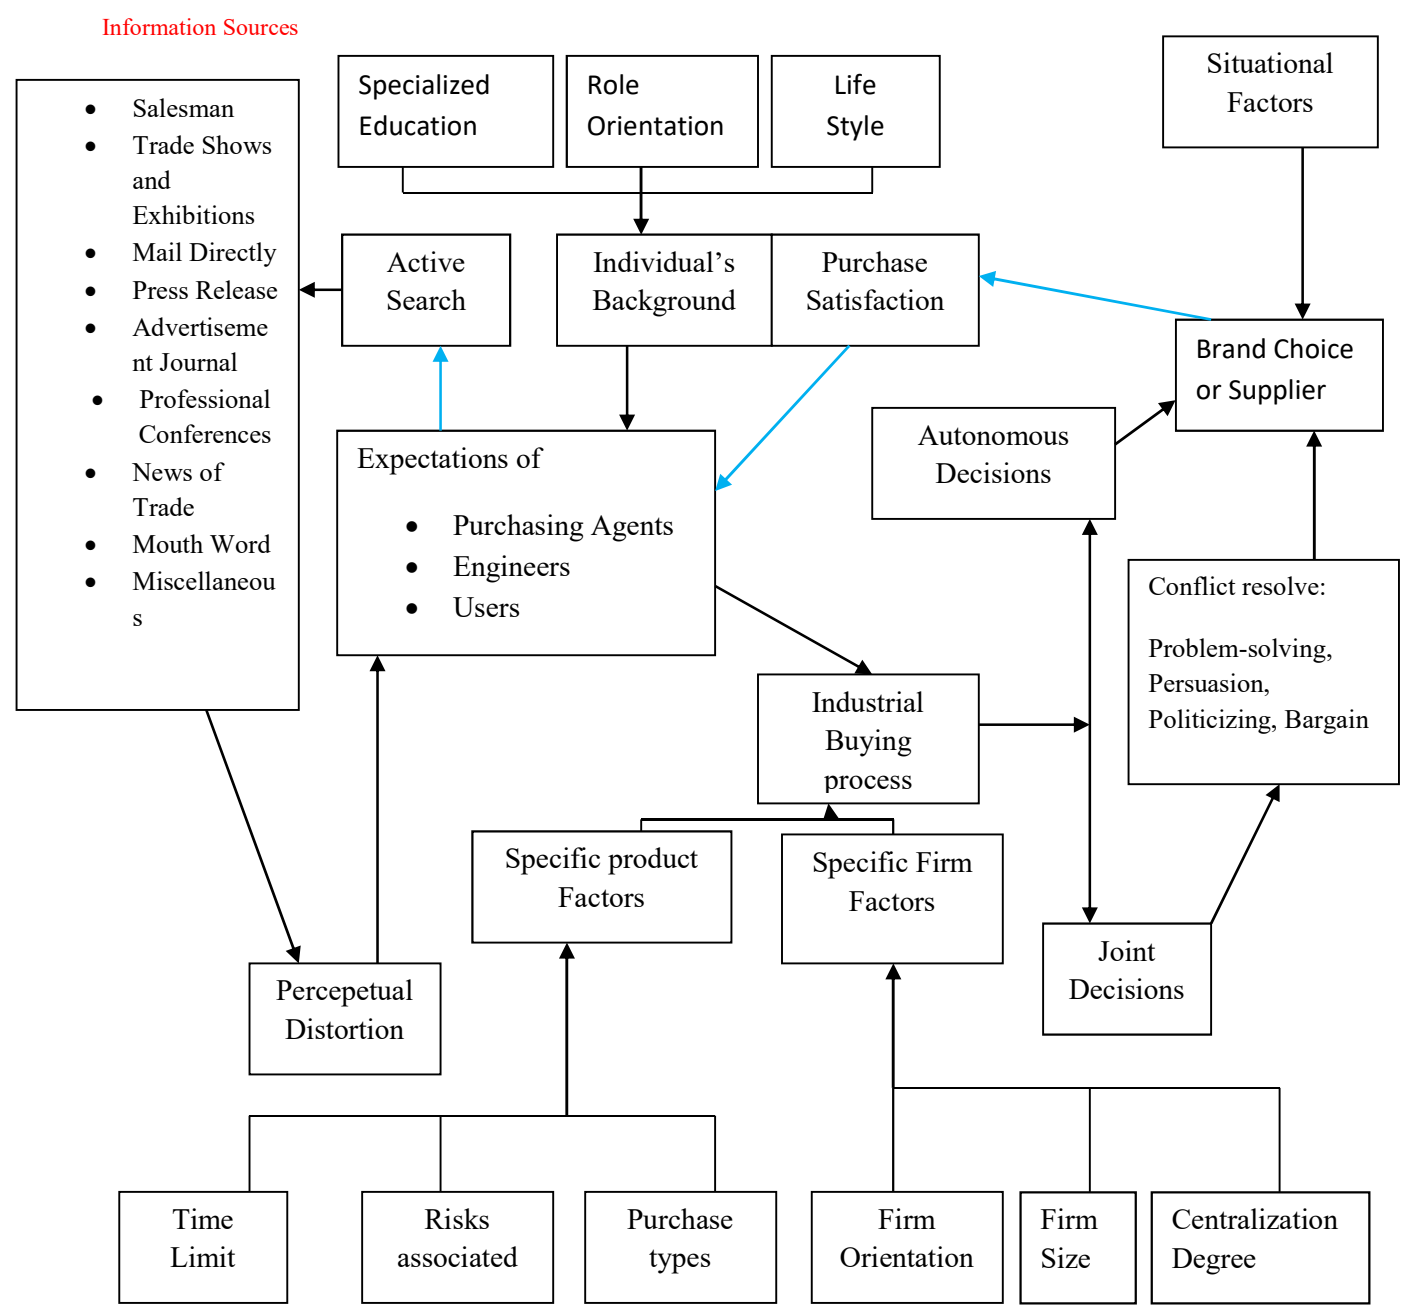 Information Sources
Salesman
Trade Shows
and
Exhibitions
Mail Directly
Press Release
Advertiseme
nt Journal
Professional
Conferences
News of
Trade
Mouth Word
Miscellaneou
s
Specialized
Education
Role
Orientation
Life
Style
Situational
Factors
Active
Search
Individual’s
Background
Purchase
Satisfaction
Brand Choice
or Supplier
Expectations of
Purchasing Agents
Engineers
Users
Autonomous
Decisions
Conflict resolve:
Problem-solving,
Persuasion,
Politicizing, Bargain
Industrial
Buying
process
Specific product
Factors
Specific Firm
Factors
Joint
Decisions
Percepetual
Distortion
Time
Limit
Risks
associated
Purchase
types
Firm
Orientation
Firm
Size
Centralization
Degree